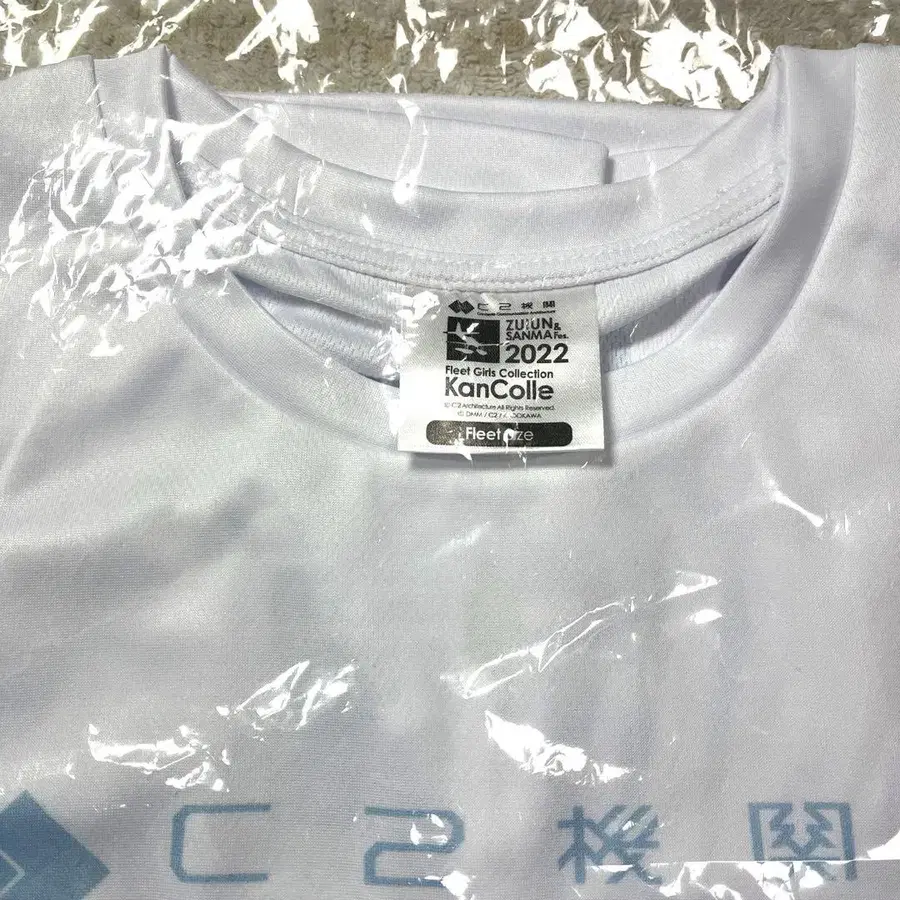 C2機関
ZUIUN &
SANMA Fes.
2022
Fleet Girls Collection
KanColle
© C2 Architecture All Rights Reserved.
Fleet
C2機関